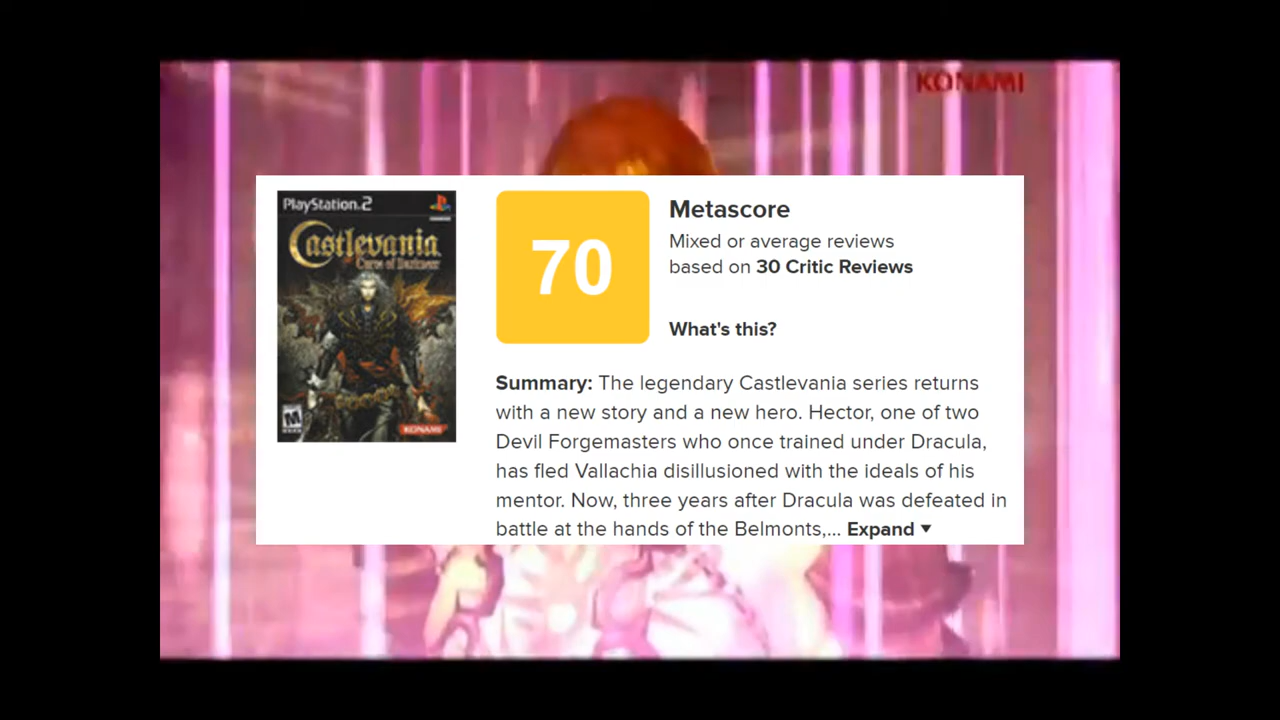 KONAMI
PlayStation.2
Castlevania
Curse of Darkness
M
KONAMI
70
Metascore
Mixed or average reviews
based on 30 Critic Reviews
What's this?
Summary: The legendary Castlevania series returns
with a new story and a new hero. Hector, one of two
Devil Forgemasters who once trained under Dracula,
has fled Vallachia disillusioned with the ideals of his
mentor. Now, three years after Dracula was defeated in
battle at the hands of the Belmonts,... Expand ▼